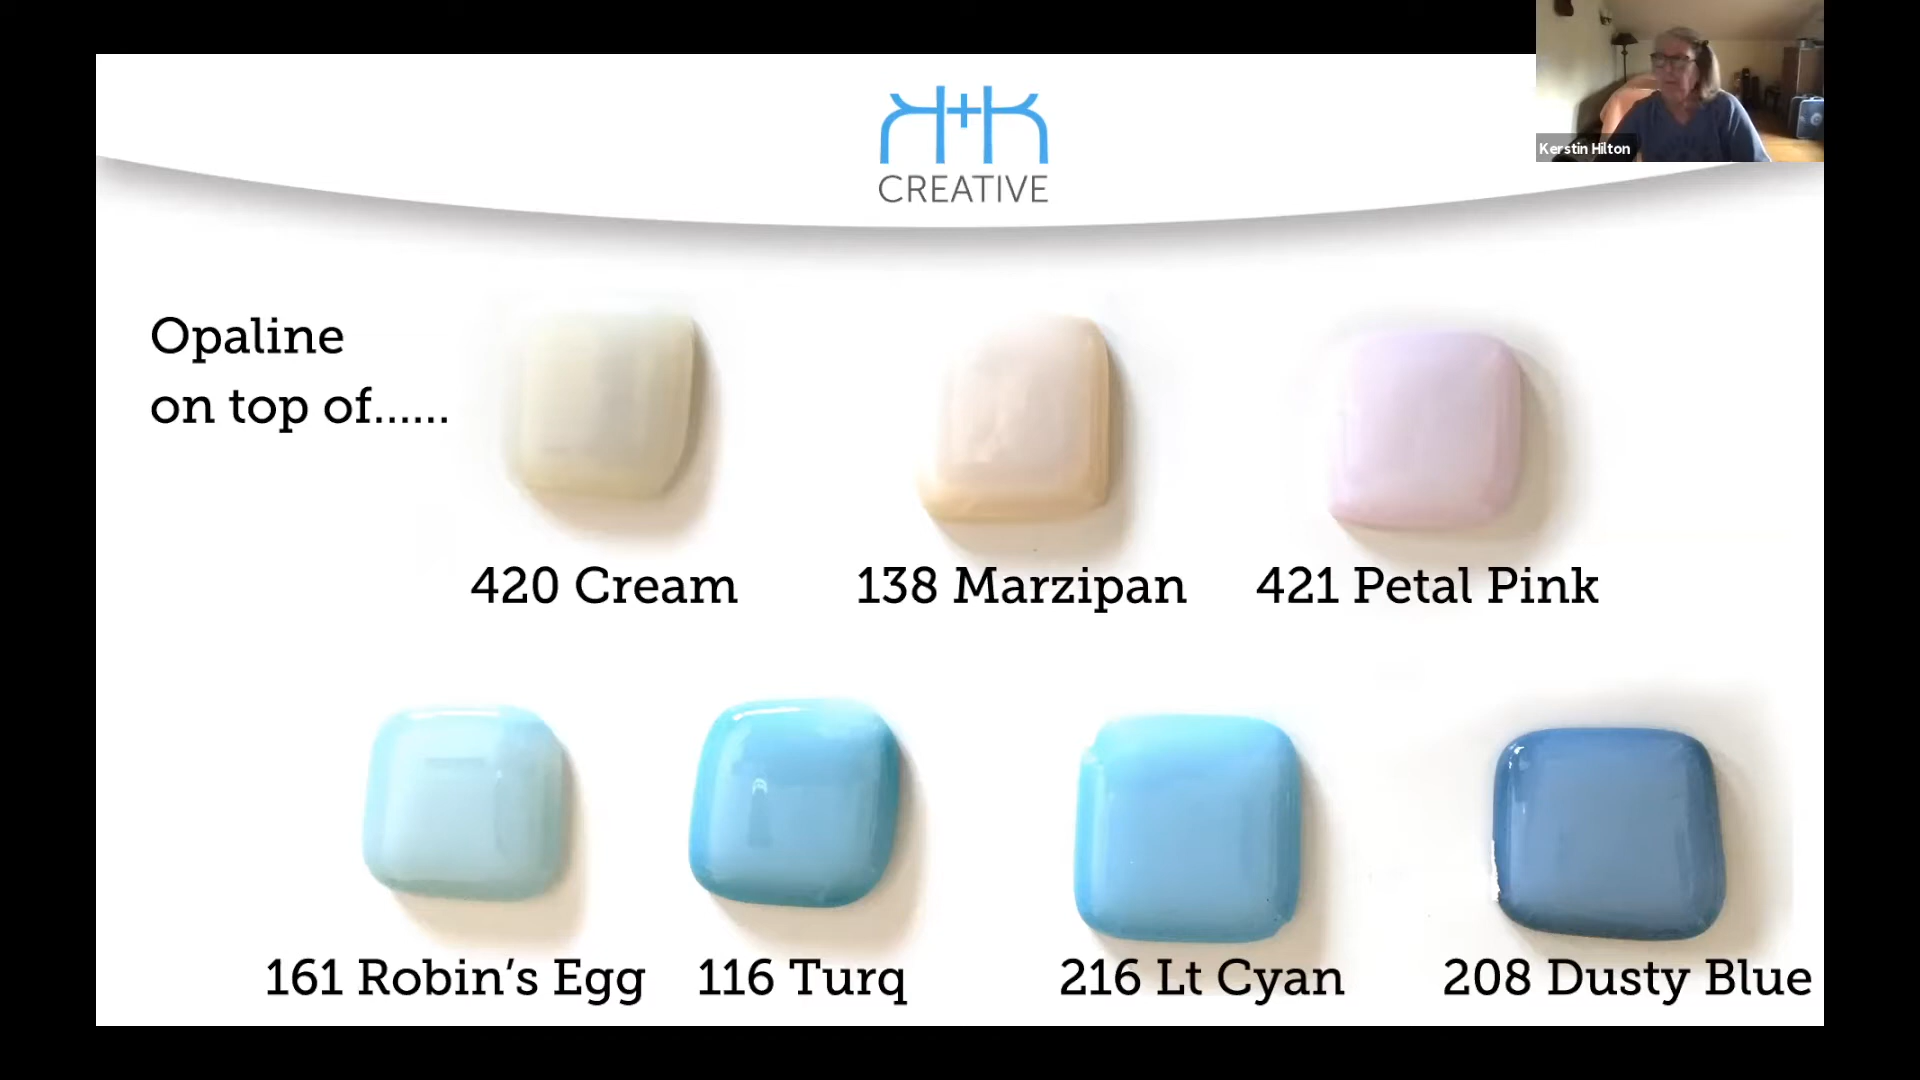 K+K
CREATIVE
Kerstin Hilton
Opaline
on top of......
420 Cream
138 Marzipan
421 Petal Pink
161 Robin’s Egg
116 Turq
216 Lt Cyan
208 Dusty Blue